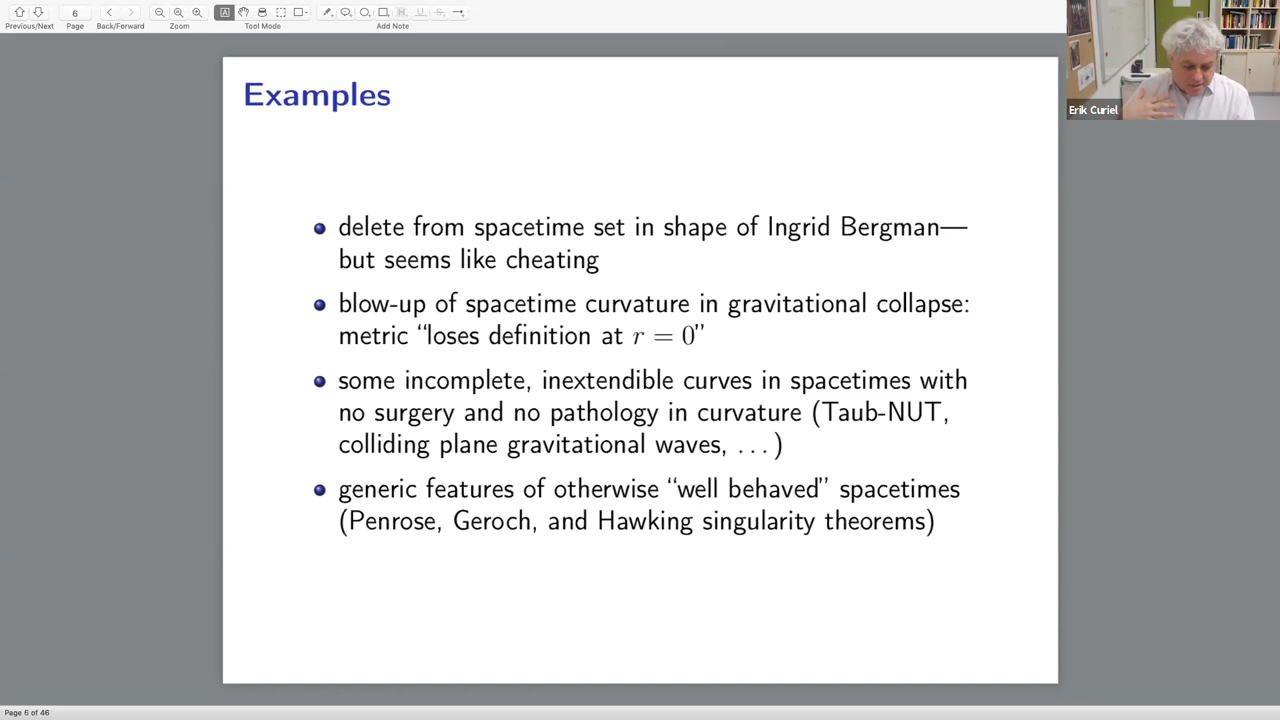 6
Previous/Next
Page
Back/Forward
Zoom
Tool Mode
Add Note
Erik Curiel
Examples
delete from spacetime set in shape of Ingrid Bergman—
but seems like cheating
blow-up of spacetime curvature in gravitational collapse:
metric “loses definition at r = 0”
some incomplete, inextendible curves in spacetimes with
no surgery and no pathology in curvature (Taub-NUT,
colliding plane gravitational waves, . . . )
generic features of otherwise “well behaved” spacetimes
(Penrose, Geroch, and Hawking singularity theorems)
Page 6 of 46